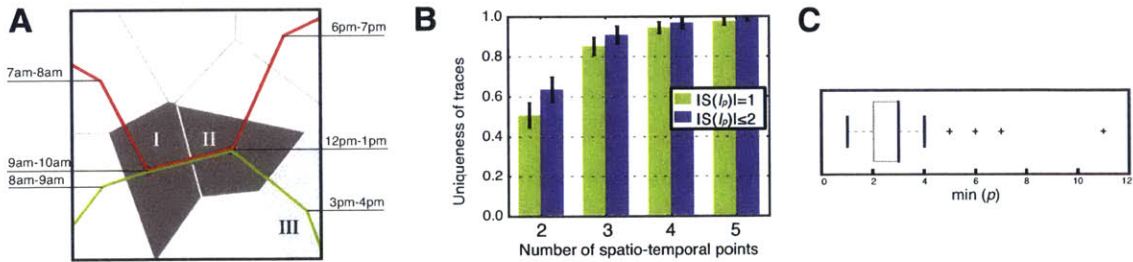 A
7am-8am
9am-10am
8am-9am
6pm-7pm
12pm-1pm
3pm-4pm
I
II
III
B
Uniqueness of traces
1.0
0.8
0.6
0.4
0.2
0.0
2 3 4 5
Number of spatio-temporal points
|S(Ip)|=1
|S(Ip)|≤2
C
0 2 4 6 8 10 12
min (p)